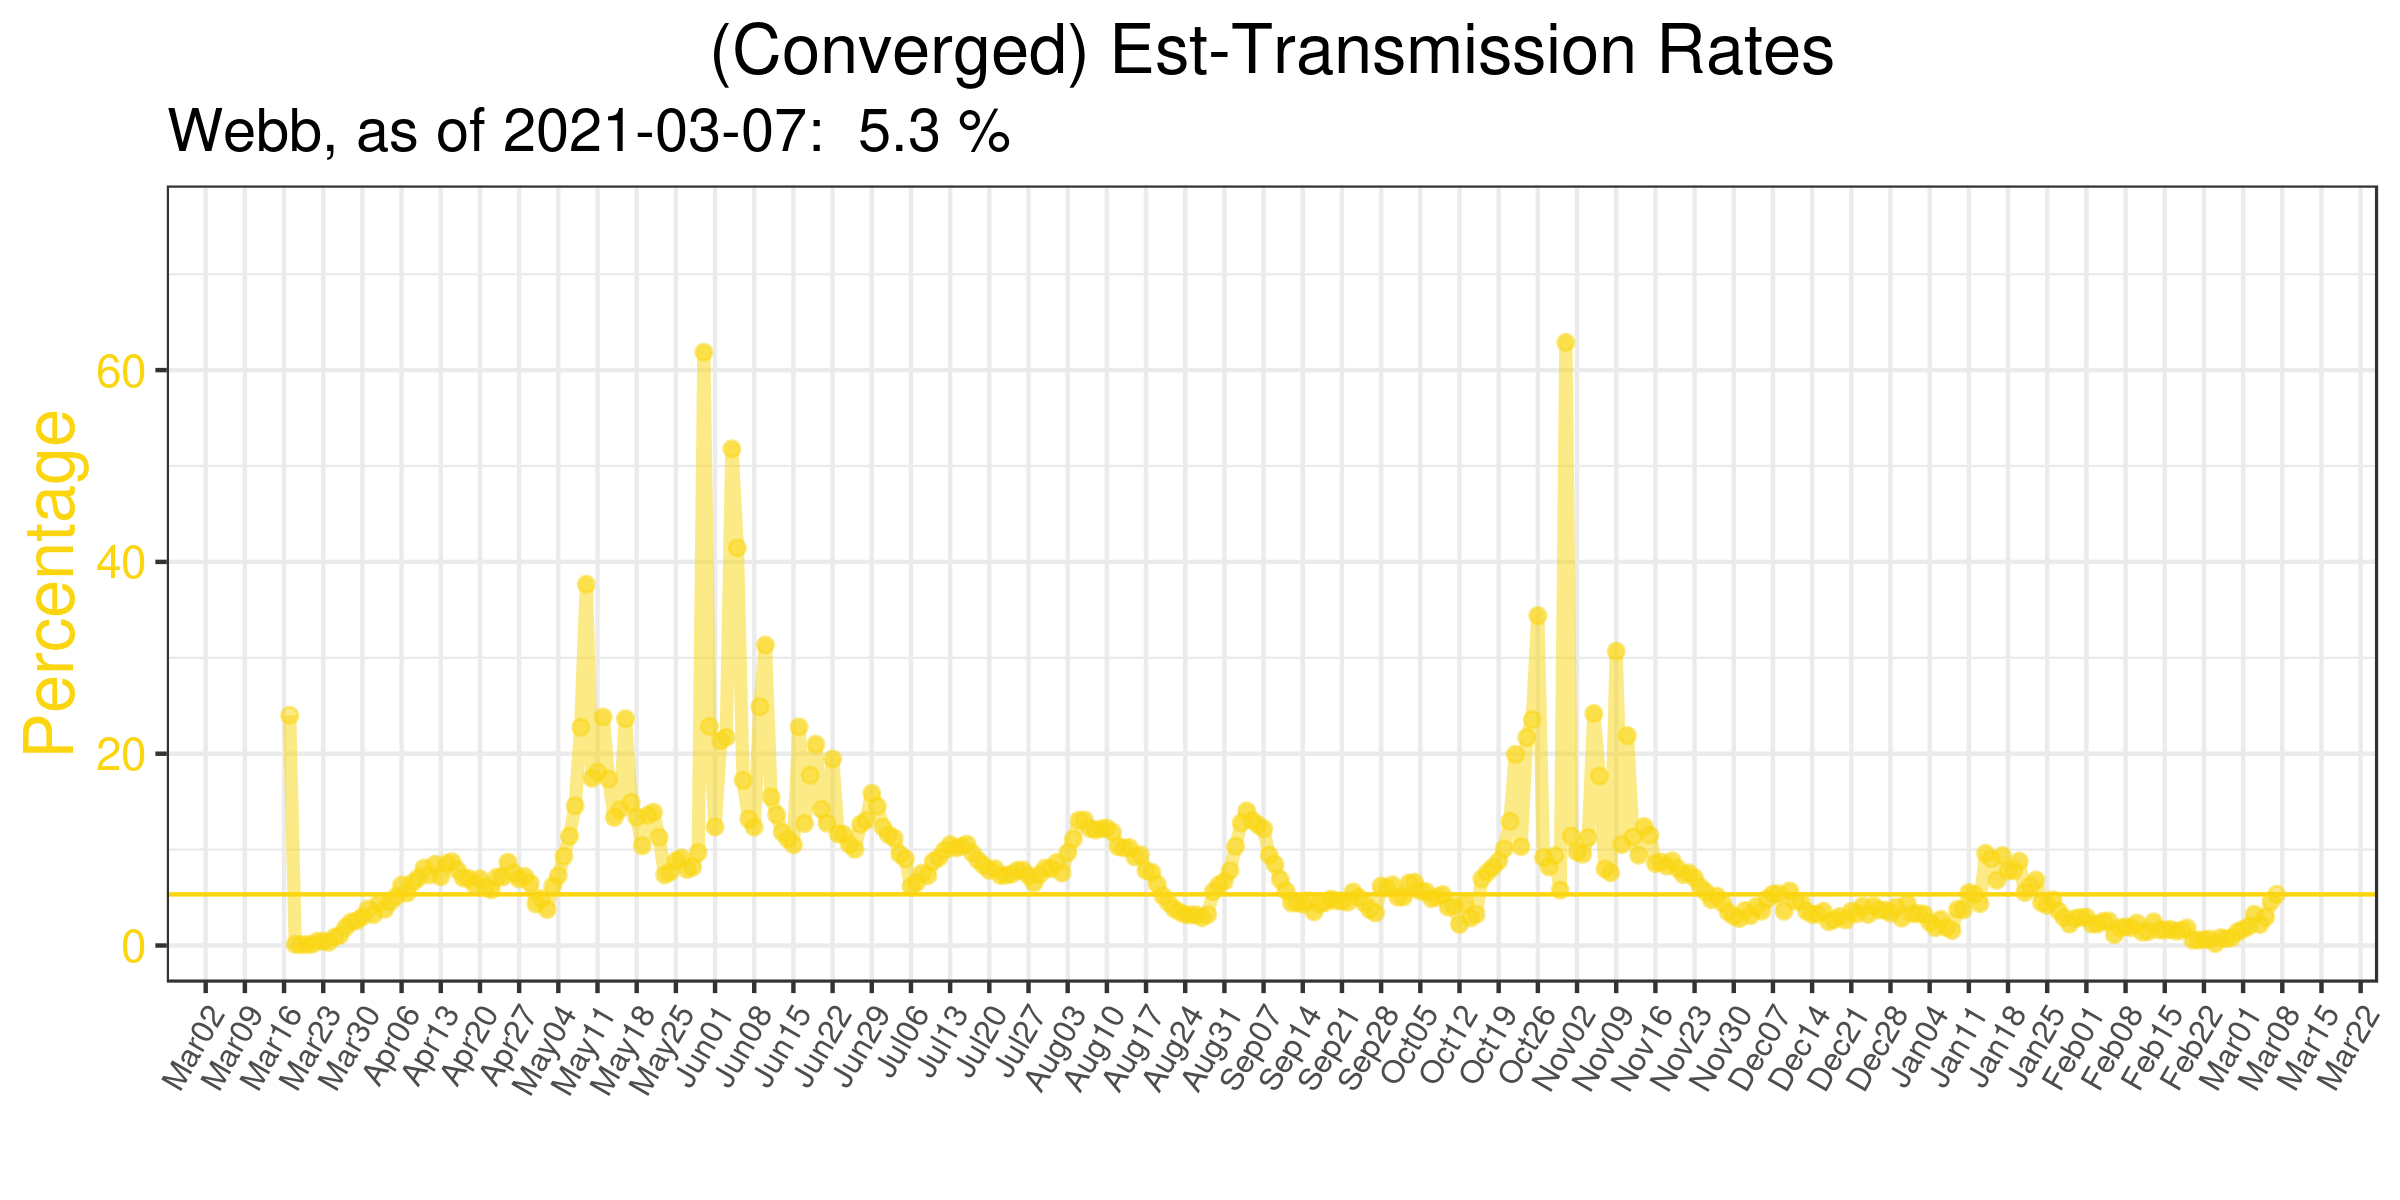 (Converged) Est-Transmission Rates
Webb, as of 2021-03-07:  5.3 %
Percentage
60
40
20
0
Mar02
Mar09
Mar16
Mar23
Mar30
Apr06
Apr13
Apr20
Apr27
May04
May11
May18
May25
Jun01
Jun08
Jun15
Jun22
Jun29
Jul06
Jul13
Jul20
Jul27
Aug03
Aug10
Aug17
Aug24
Aug31
Sep07
Sep14
Sep21
Sep28
Oct05
Oct12
Oct19
Oct26
Nov02
Nov09
Nov16
Nov23
Nov30
Dec07
Dec14
Dec21
Dec28
Jan04
Jan11
Jan18
Jan25
Feb01
Feb08
Feb15
Feb22
Mar01
Mar08
Mar15
Mar22